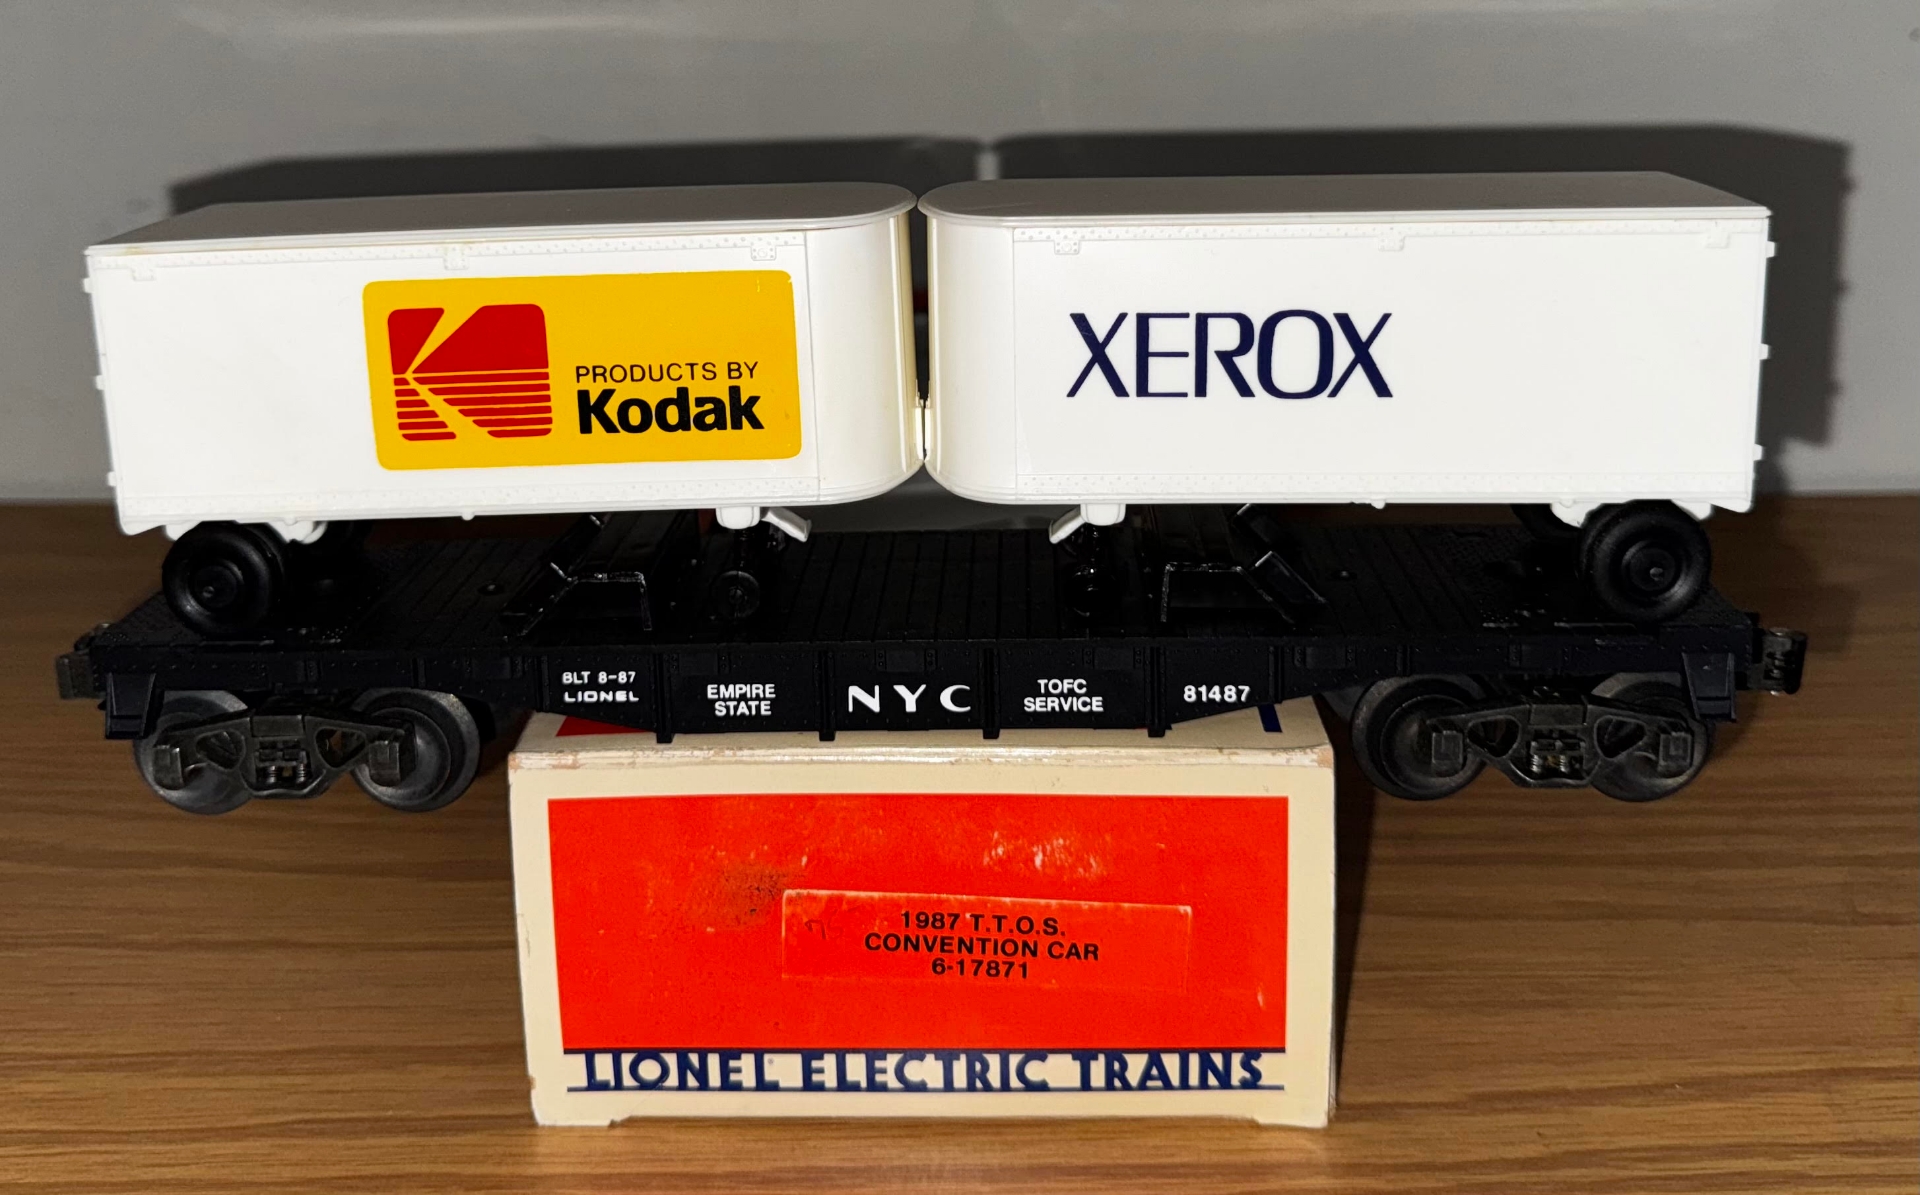 PRODUCTS BY
Kodak
XEROX
BLT 8-87
LIONEL
EMPIRE
STATE
NYC
TOFC
SERVICE
81487
1987 T.T.O.S.
CONVENTION CAR
6-17871
LIONEL ELECTRIC TRAINS